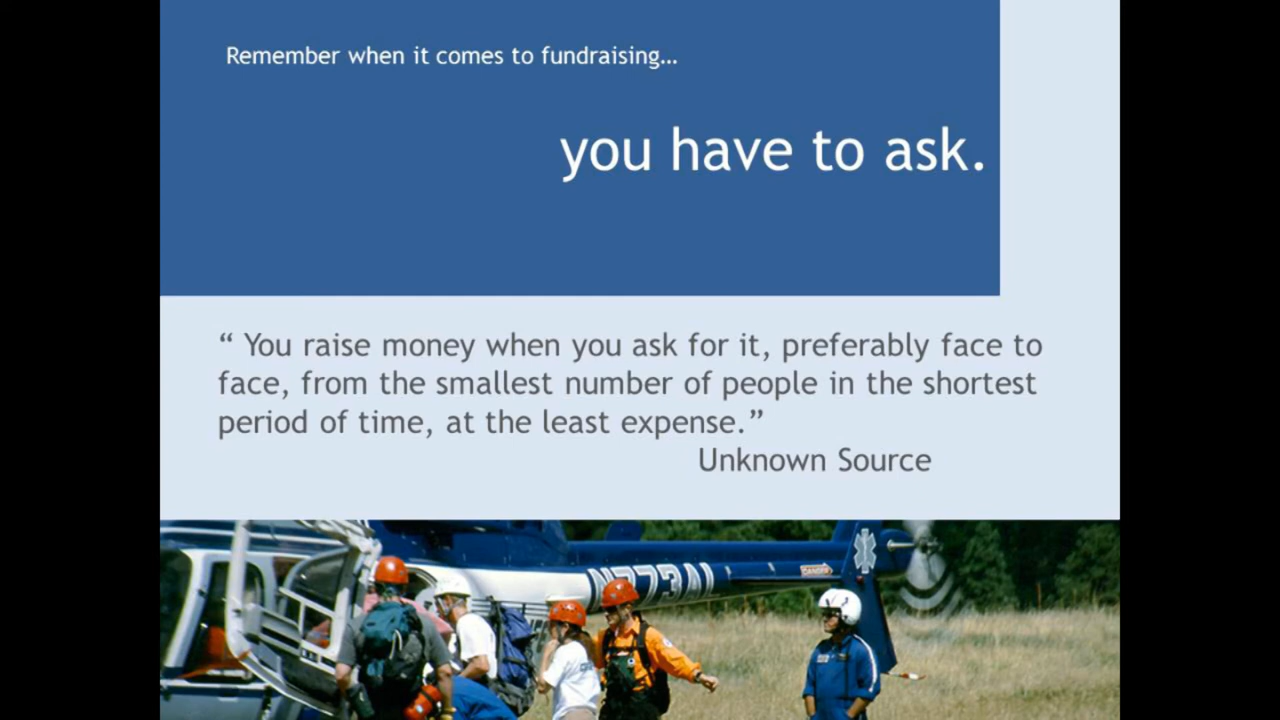 Remember when it comes to fundraising…
you have to ask.
“ You raise money when you ask for it, preferably face to
face, from the smallest number of people in the shortest
period of time, at the least expense.”
Unknown Source
DANGER